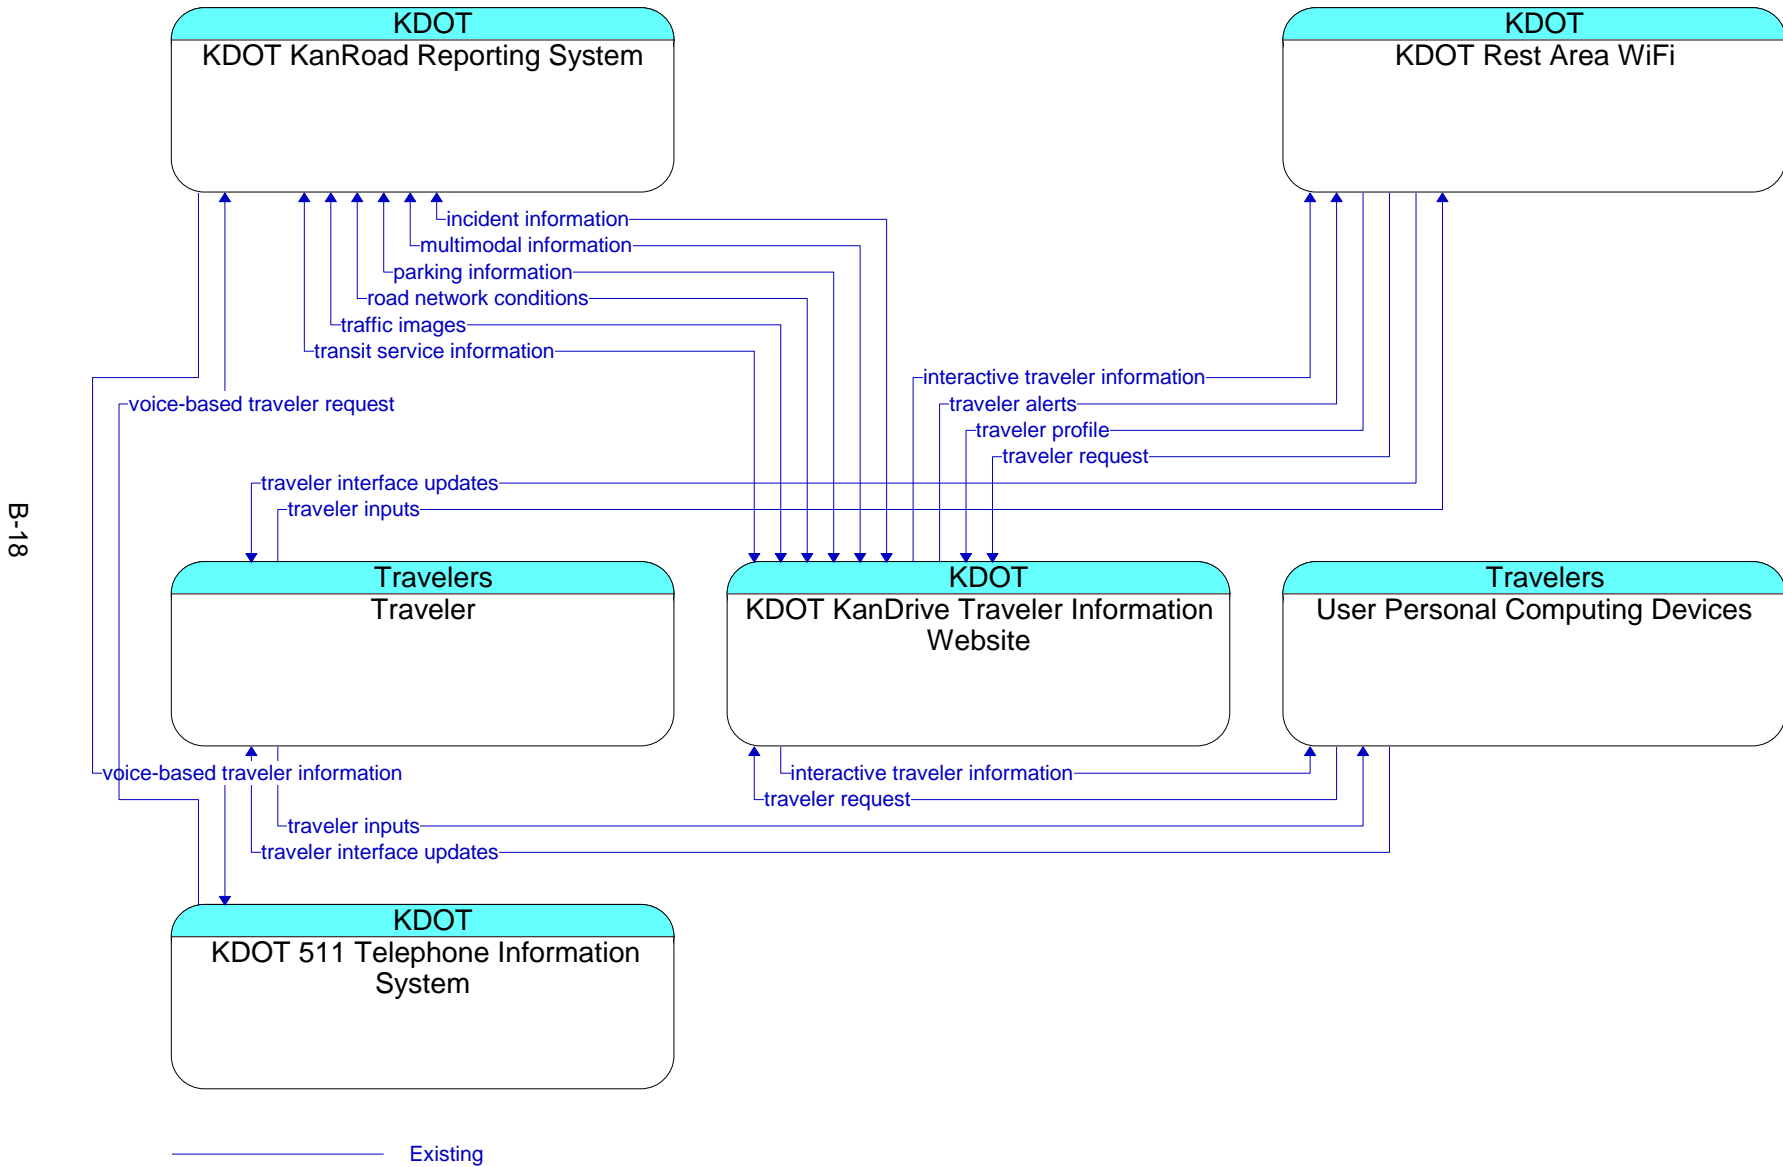 KDOT
KDOT KanRoad Reporting System
KDOT
KDOT Rest Area WiFi
incident information
multimodal information
parking information
road network conditions
traffic images
transit service information
interactive traveler information
voice-based traveler request
traveler alerts
traveler profile
traveler request
traveler interface updates
traveler inputs
B-18
Travelers
Traveler
KDOT
KDOT KanDrive Traveler Information
Website
Travelers
User Personal Computing Devices
voice-based traveler information
interactive traveler information
traveler request
traveler inputs
traveler interface updates
KDOT
KDOT 511 Telephone Information
System
Existing